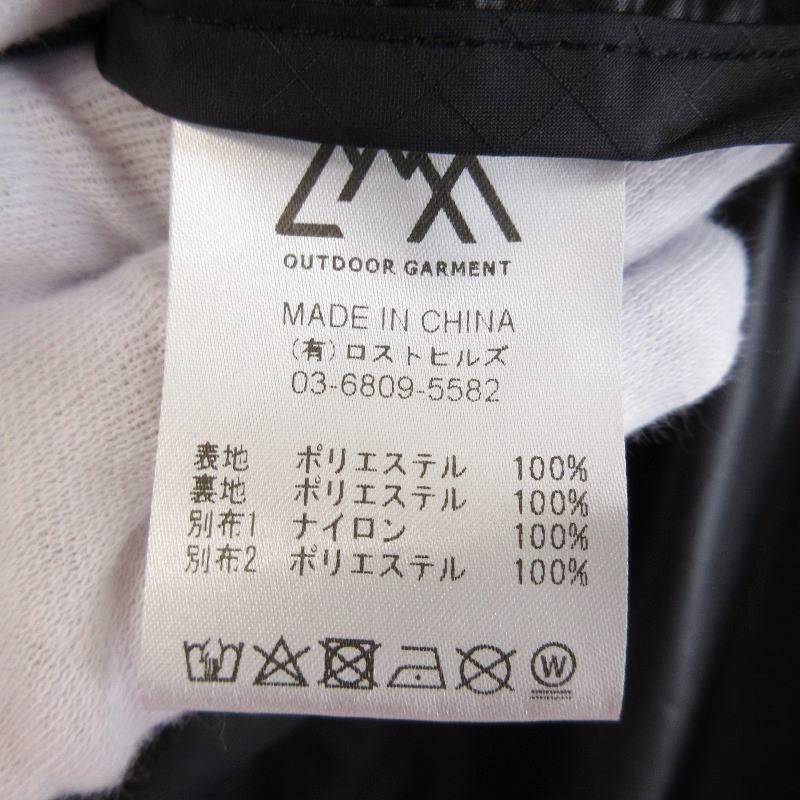 OUTDOOR GARMENT
MADE IN CHINA
(有)ロストヒルズ
03-6809-5582
表地 ポリエステル 100%
裏地 ポリエステル 100%
別布1 ナイロン 100%
別布2 ポリエステル 100%
W